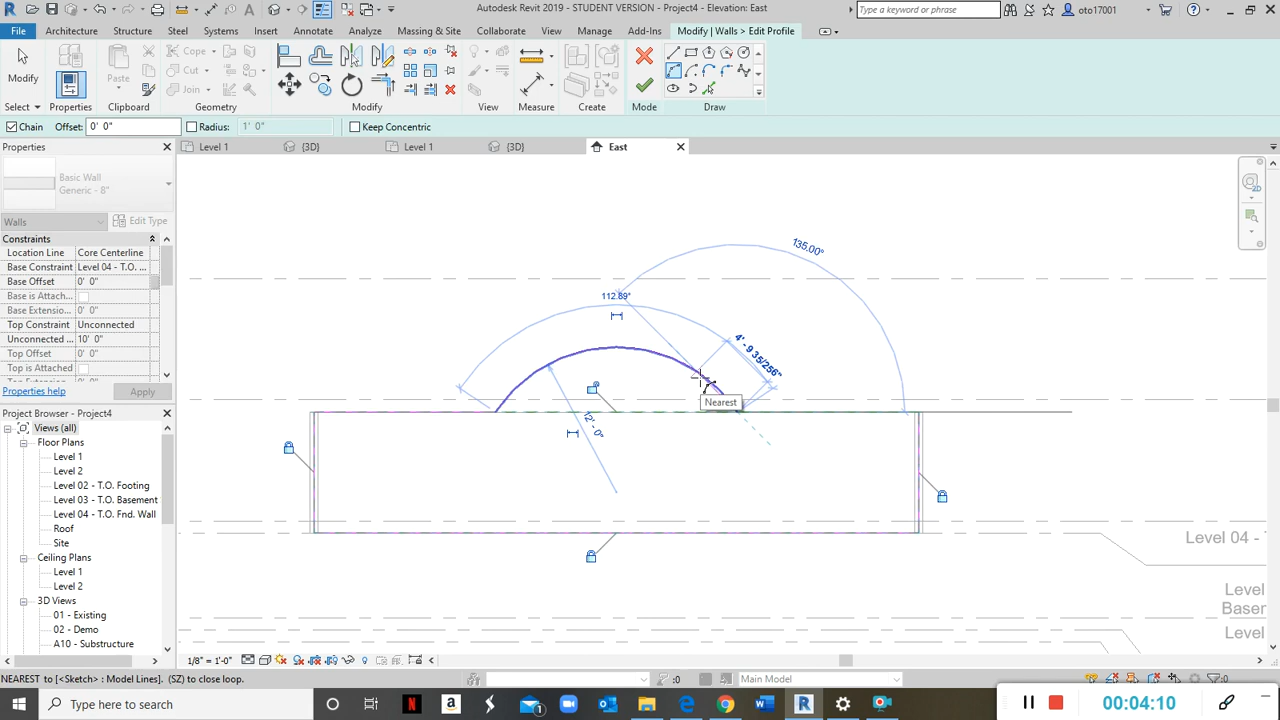 Autodesk Revit 2019 - STUDENT VERSION - Project4 - Elevation: East
Type a keyword or phrase
oto17001
File Architecture Structure Steel Systems Insert Annotate Analyze Massing & Site Collaborate View Manage Add-Ins Modify | Walls > Edit Profile
Modify
Paste
Cope
Cut
Join
Select Properties Clipboard Geometry Modify View Measure Create Mode Draw
Chain Offset: 0' 0" Radius: 1' 0" Keep Concentric
Properties
Level 1 {3D} Level 1 {3D} East
Basic Wall
Generic - 8"
Walls Edit Type
Constraints
Location Line Core Centerline
Base Constraint Level 04 - T.O. ...
Base Offset 0' 0"
Base is Attach...
Base Extensio...
Top Constraint Unconnected
Unconnected ... 10' 0"
Top Offset 0' 0"
Top is Attache...
Properties help Apply
Project Browser - Project4
Views (all)
Floor Plans
Level 1
Level 2
Level 02 - T.O. Footing
Level 03 - T.O. Basement
Level 04 - T.O. Fnd. Wall
Roof
Site
Ceiling Plans
Level 1
Level 2
3D Views
01 - Existing
02 - Demo
A10 - Substructure
135.00°
112.89°
4' - 9 35/256"
Nearest
12' - 0"
Level 04 - T
Level
Basem
Level
1/8" = 1'-0"
NEAREST to [<Sketch> : Model Lines]. (SZ) to close loop.
:0
Main Model
:0
Type here to search
00:04:10